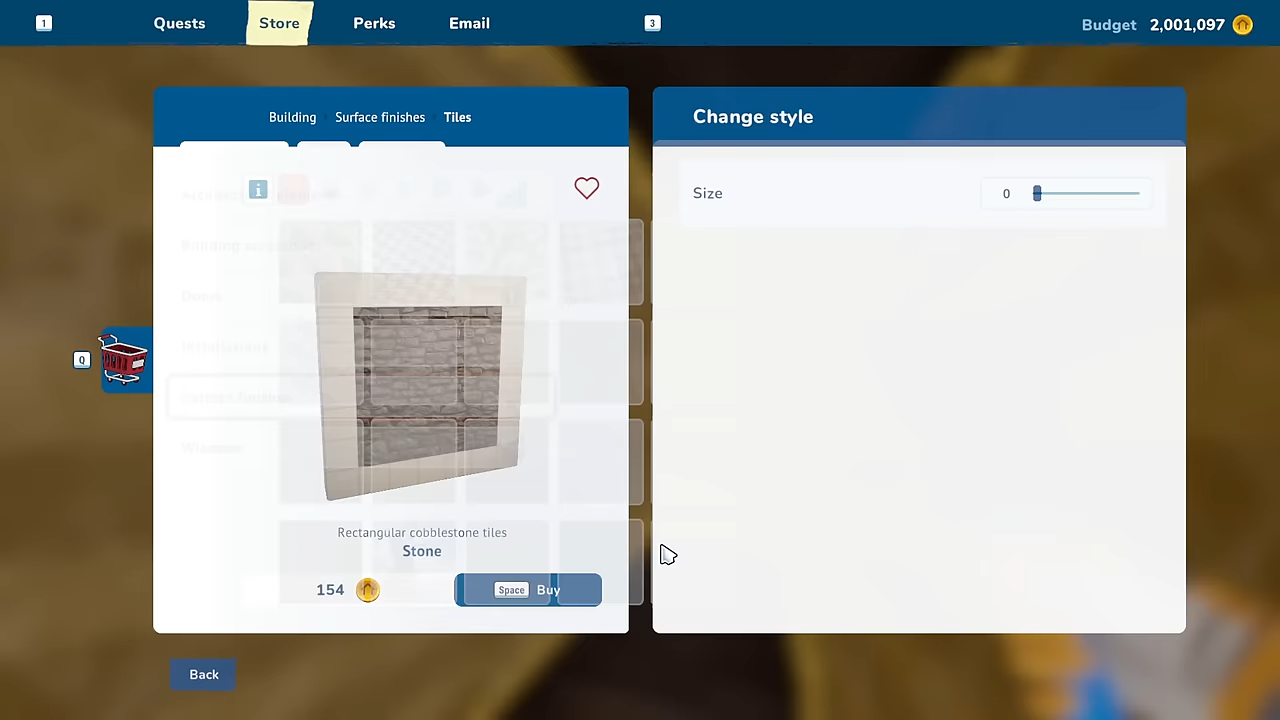 1
Quests
Store
Perks
Email
3
Budget 2,001,097
Building
Surface finishes
Tiles
Change style
i
Size
0
Q
Rectangular cobblestone tiles
Stone
154
Space Buy
Back